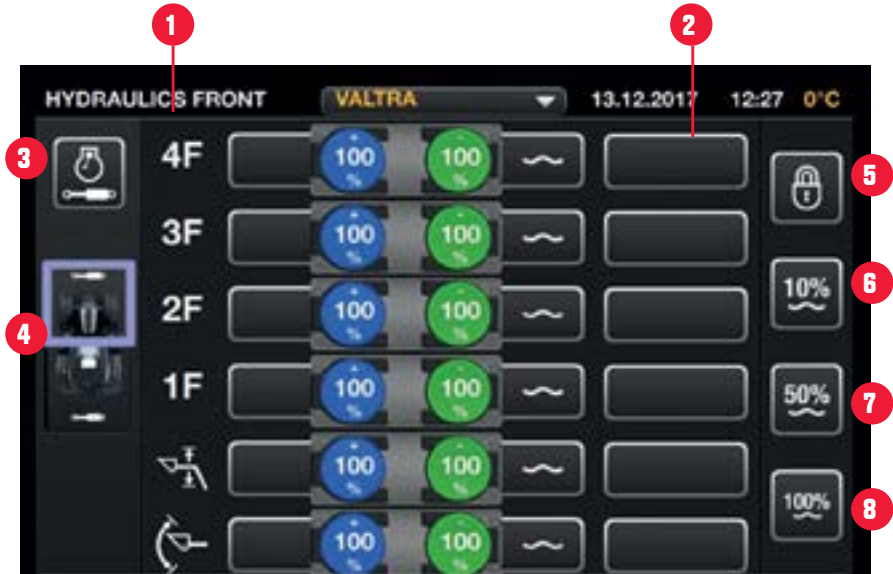 1 2
HYDRAULICS FRONT VALTRA 13.12.2017 12:27 0°C
3 4F + 100 % - 100 % 5
3F + 100 % - 100 %
4 2F + 100 % - 100 % 10% 6
1F + 100 % - 100 % 50% 7
+ 100 % - 100 % 100% 8
+ 100 - 100